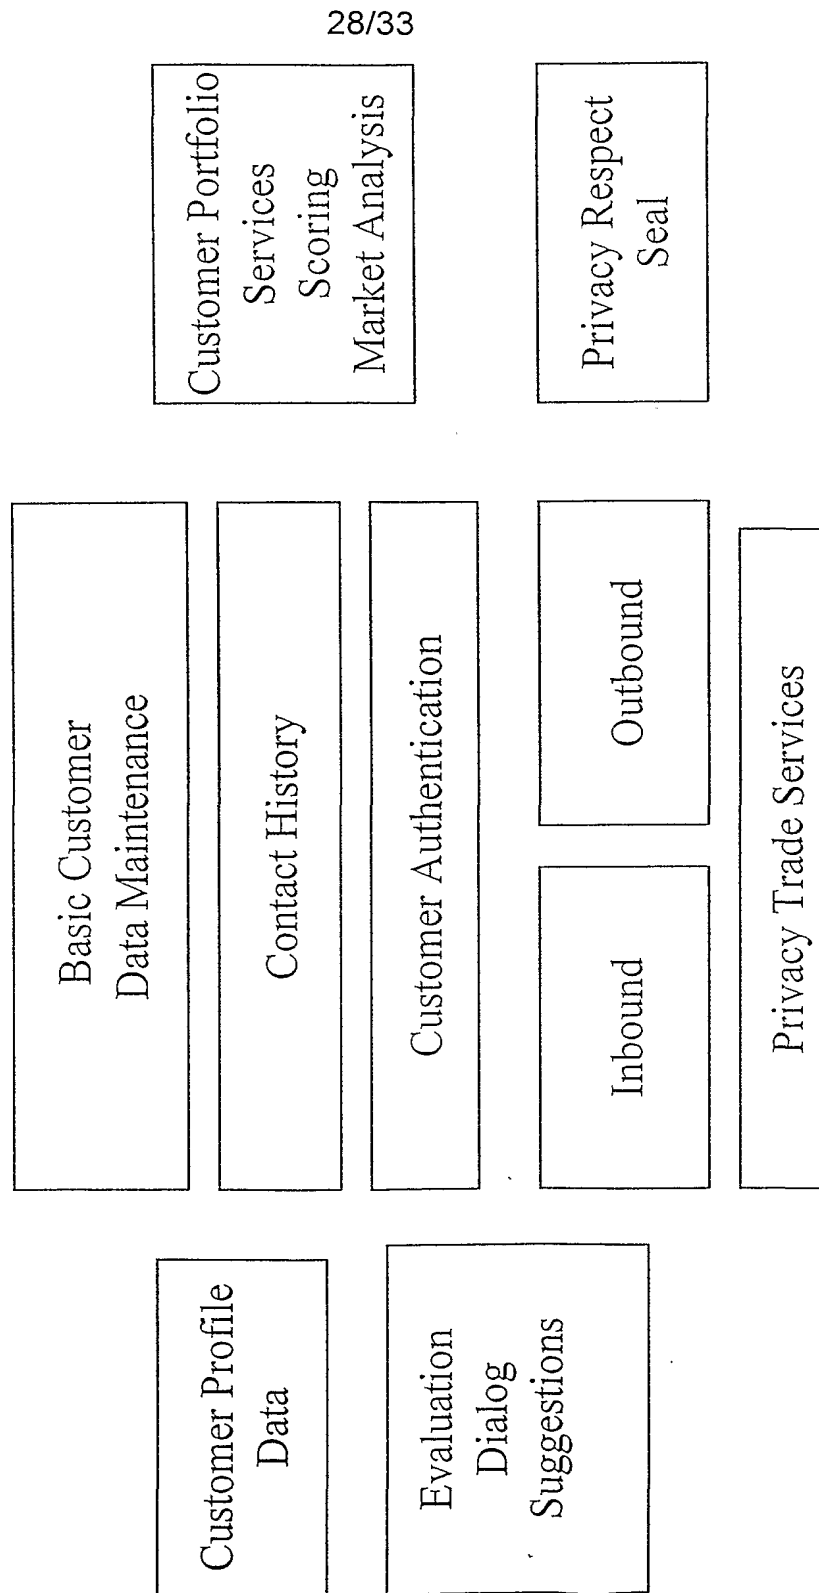 28/33
Customer Profile
Data
Evaluation
Dialog
Suggestions
Basic Customer
Data Maintenance
Contact History
Customer Authentication
Inbound
Outbound
Privacy Trade Services
Customer Portfolio
Services
Scoring
Market Analysis
Privacy Respect
Seal